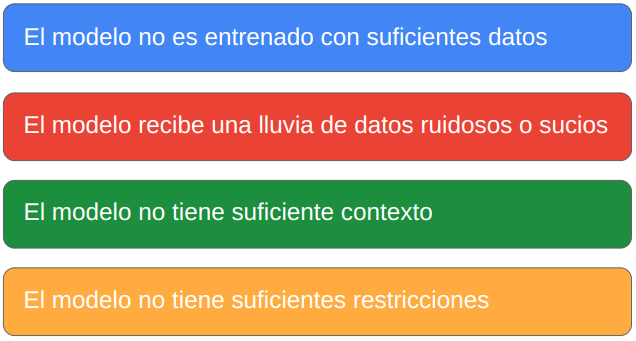 El modelo no es entrenado con suficientes datos
El modelo recibe una lluvia de datos ruidosos o sucios
El modelo no tiene suficiente contexto
El modelo no tiene suficientes restricciones